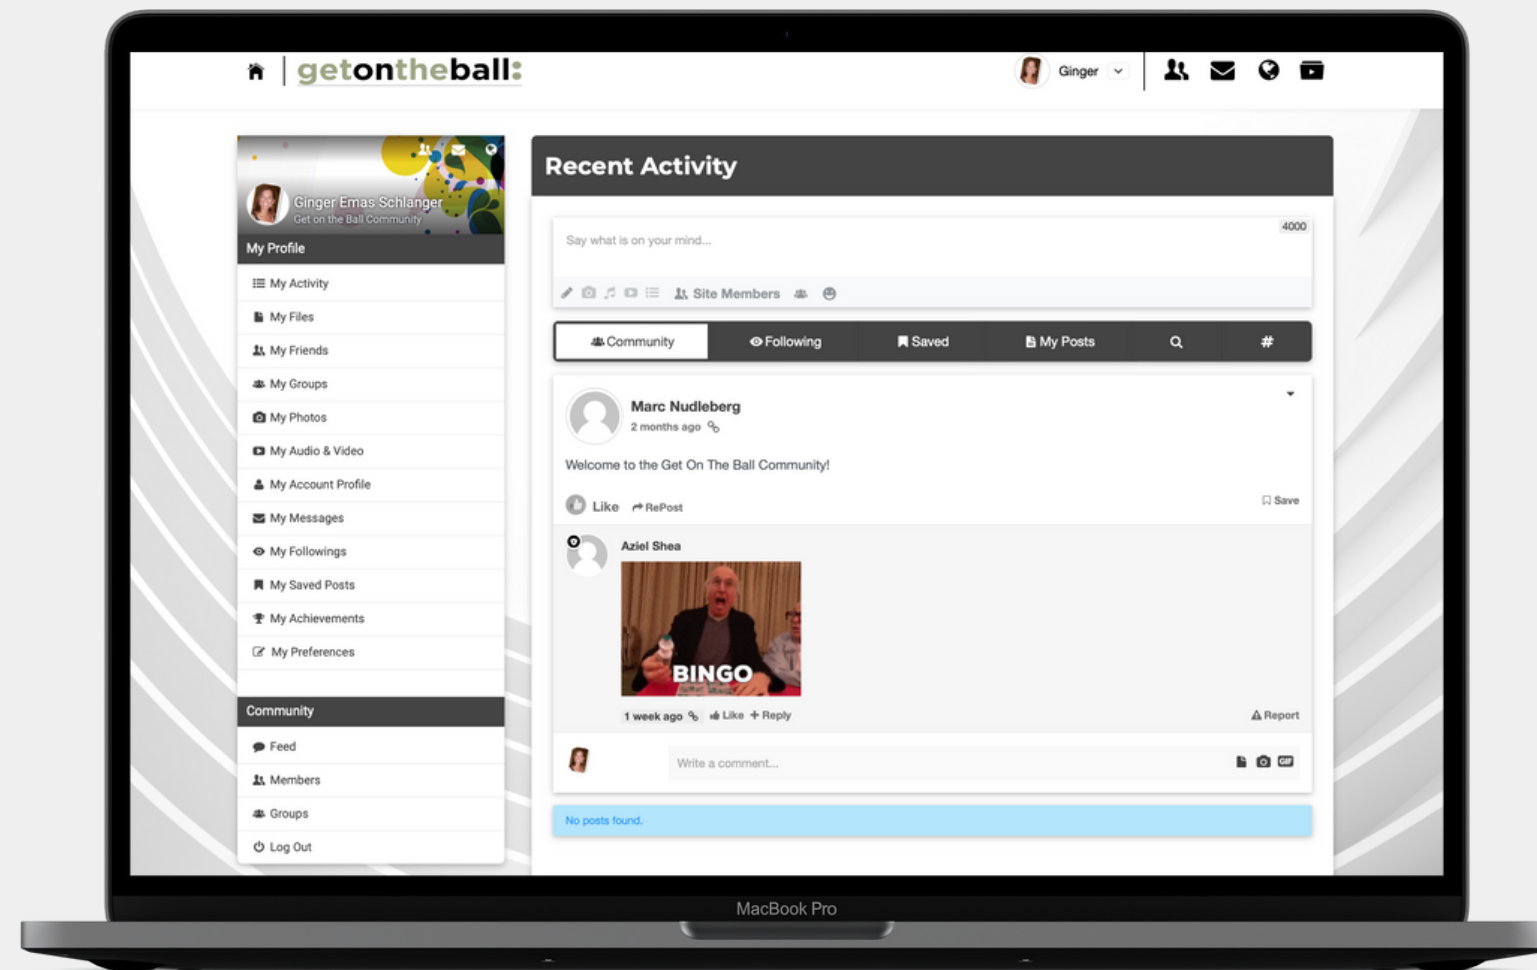 getontheball:
Ginger
Ginger Emas Schlanger
Get on the Ball Community
My Profile
My Activity
My Files
My Friends
My Groups
My Photos
My Audio & Video
My Account Profile
My Messages
My Followings
My Saved Posts
My Achievements
My Preferences
Community
Feed
Members
Groups
Log Out
Recent Activity
4000
Say what is on your mind...
Site Members
Community Following Saved My Posts #
Marc Nudleberg
2 months ago
Welcome to the Get On The Ball Community!
Like RePost Save
Aziel Shea
BINGO
1 week ago Like + Reply Report
Write a comment... GIF
No posts found.
MacBook Pro